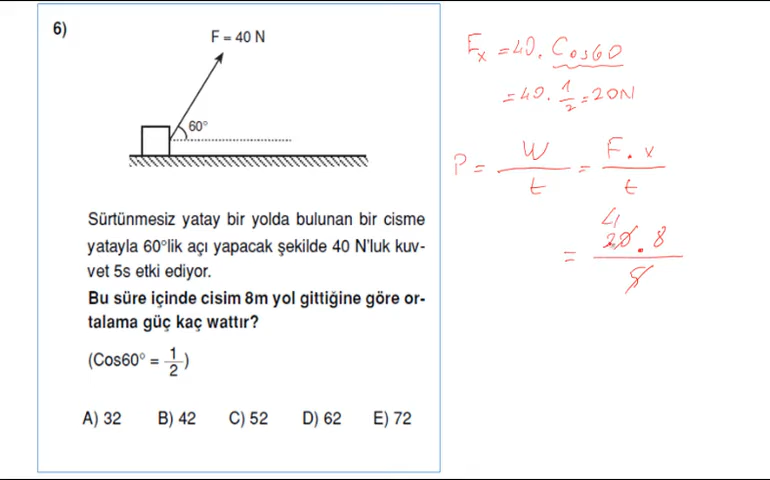 6)
F = 40 N
60°
Sürtünmesiz yatay bir yolda bulunan bir cisme
yatayla 60°lik açı yapacak şekilde 40 N'luk kuv-
vet 5s etki ediyor.
Bu süre içinde cisim 8m yol gittiğine göre or-
talama güç kaç wattır?
(Cos60° = 1/2)
A) 32 B) 42 C) 52 D) 62 E) 72
Fx = 40. Cos60
= 40. 1/2 = 20N
P = W/t = F.x/t
4
= 20.8/5